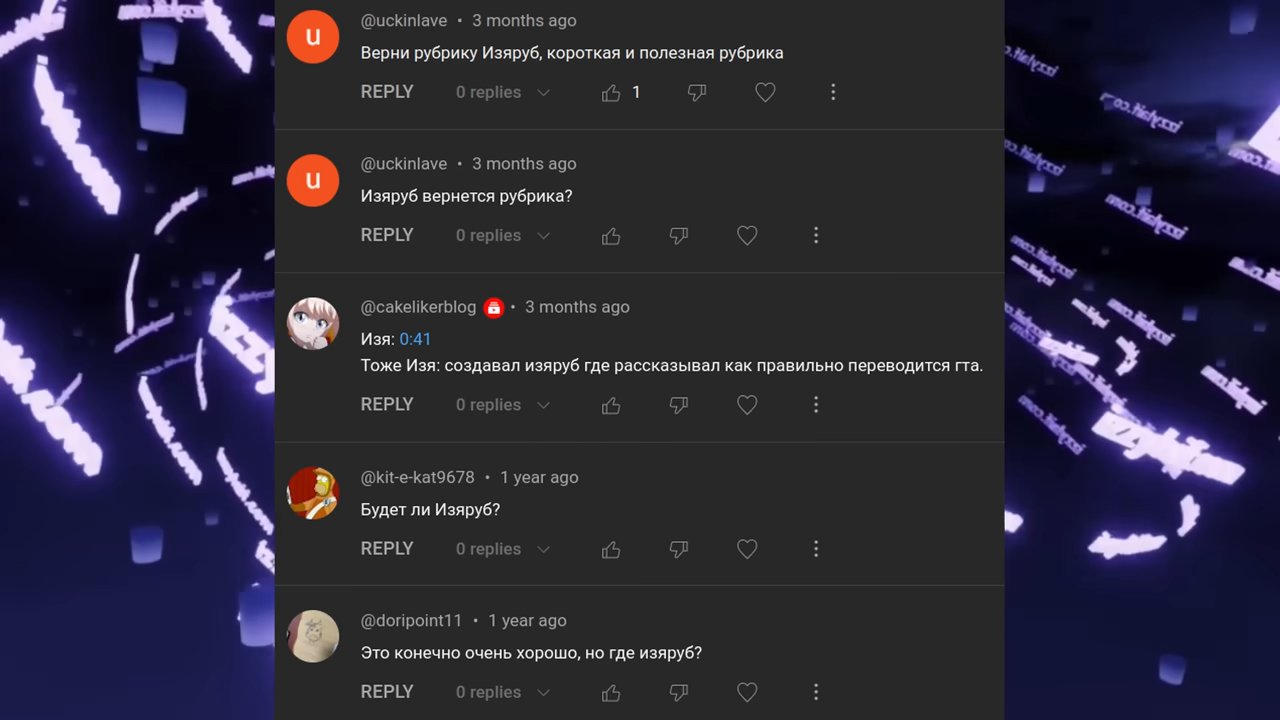 u
@uckinlave • 3 months ago
Верни рубрику Изяруб, короткая и полезная рубрика
REPLY 0 replies 1
u
@uckinlave • 3 months ago
Изяруб вернется рубрика?
REPLY 0 replies
@cakelikerblog • 3 months ago
Изя: 0:41
Тоже Изя: создавал изяруб где рассказывал как правильно переводится гта.
REPLY 0 replies
@kit-e-kat9678 • 1 year ago
Будет ли Изяруб?
REPLY 0 replies
@doripoint11 • 1 year ago
Это конечно очень хорошо, но где изяруб?
REPLY 0 replies